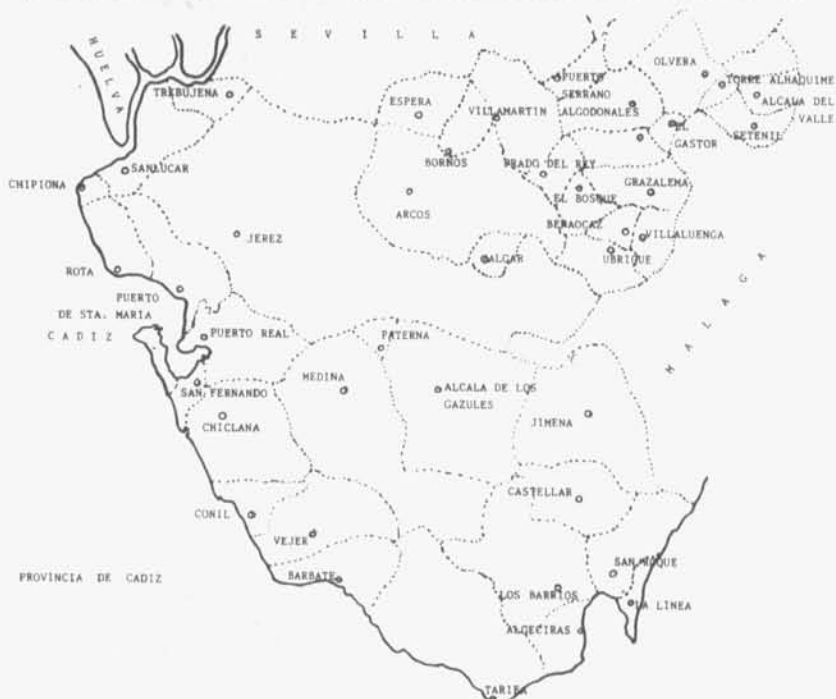 SEVILLA
HUELVA
TREBUJENA
ESPERA
VILLAMARTIN
PUERTO
SERRANO
ALGODONALES
OLVERA
TORRE ALHAQUIME
ALCALA DEL
VALLE
SETENIL
EL
GASTOR
BORNOS
PRADO DEL REY
SANLUCAR
CHIPIONA
EL BOSQUE
GRAZALEMA
ARCOS
BENAOCAZ
VILLALUENGA
UBRIQUE
JEREZ
ALGAR
ROTA
PUERTO
DE STA. MARIA
CADIZ
MALAGA
PUERTO REAL
PATERNA
MEDINA
SAN FERNANDO
ALCALA DE LOS
GAZULES
CHICLANA
JIMENA
CASTELLAR
CONIL
VEJER
BARBATE
SAN ROQUE
PROVINCIA DE CADIZ
LOS BARRIOS
LA LINEA
ALGECIRAS
TARIFA